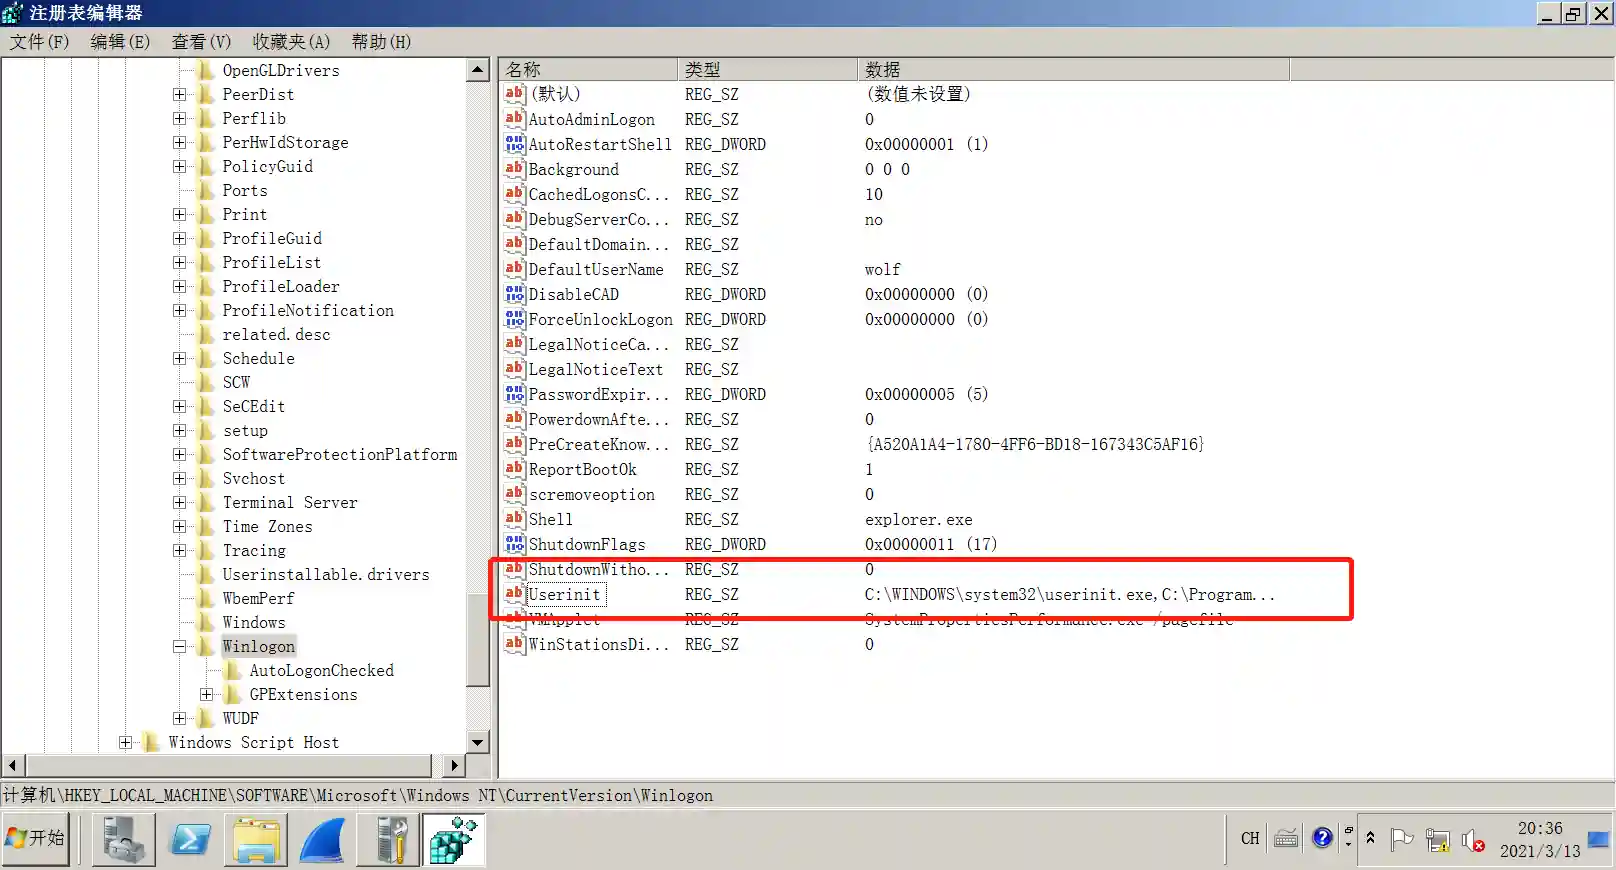 注册表编辑器
文件(F) 编辑(E) 查看(V) 收藏夹(A) 帮助(H)
OpenGLDrivers
PeerDist
Perflib
PerHwIdStorage
PolicyGuid
Ports
Print
ProfileGuid
ProfileList
ProfileLoader
ProfileNotification
related.desc
Schedule
SCW
SeCEdit
setup
SoftwareProtectionPlatform
Svchost
Terminal Server
Time Zones
Tracing
Userinstallable.drivers
WbemPerf
Windows
Winlogon
AutoLogonChecked
GPExtensions
WUDF
Windows Script Host
名称 类型 数据
(默认) REG_SZ (数值未设置)
AutoAdminLogon REG_SZ 0
AutoRestartShell REG_DWORD 0x00000001 (1)
Background REG_SZ 0 0 0
CachedLogonsC... REG_SZ 10
DebugServerCo... REG_SZ no
DefaultDomain... REG_SZ
DefaultUserName REG_SZ wolf
DisableCAD REG_DWORD 0x00000000 (0)
ForceUnlockLogon REG_DWORD 0x00000000 (0)
LegalNoticeCa... REG_SZ
LegalNoticeText REG_SZ
PasswordExpir... REG_DWORD 0x00000005 (5)
PowerdownAfte... REG_SZ 0
PreCreateKnow... REG_SZ {A520A1A4-1780-4FF6-BD18-167343C5AF16}
ReportBootOk REG_SZ 1
scremoveoption REG_SZ 0
Shell REG_SZ explorer.exe
ShutdownFlags REG_DWORD 0x00000011 (17)
ShutdownWitho... REG_SZ 0
Userinit REG_SZ C:\WINDOWS\system32\userinit.exe,C:\Program...
VMApplet REG_SZ SystemPropertiesPerformance.exe /pagefile
WinStationsDi... REG_SZ 0
计算机\HKEY_LOCAL_MACHINE\SOFTWARE\Microsoft\Windows NT\CurrentVersion\Winlogon
开始
CH
20:36
2021/3/13